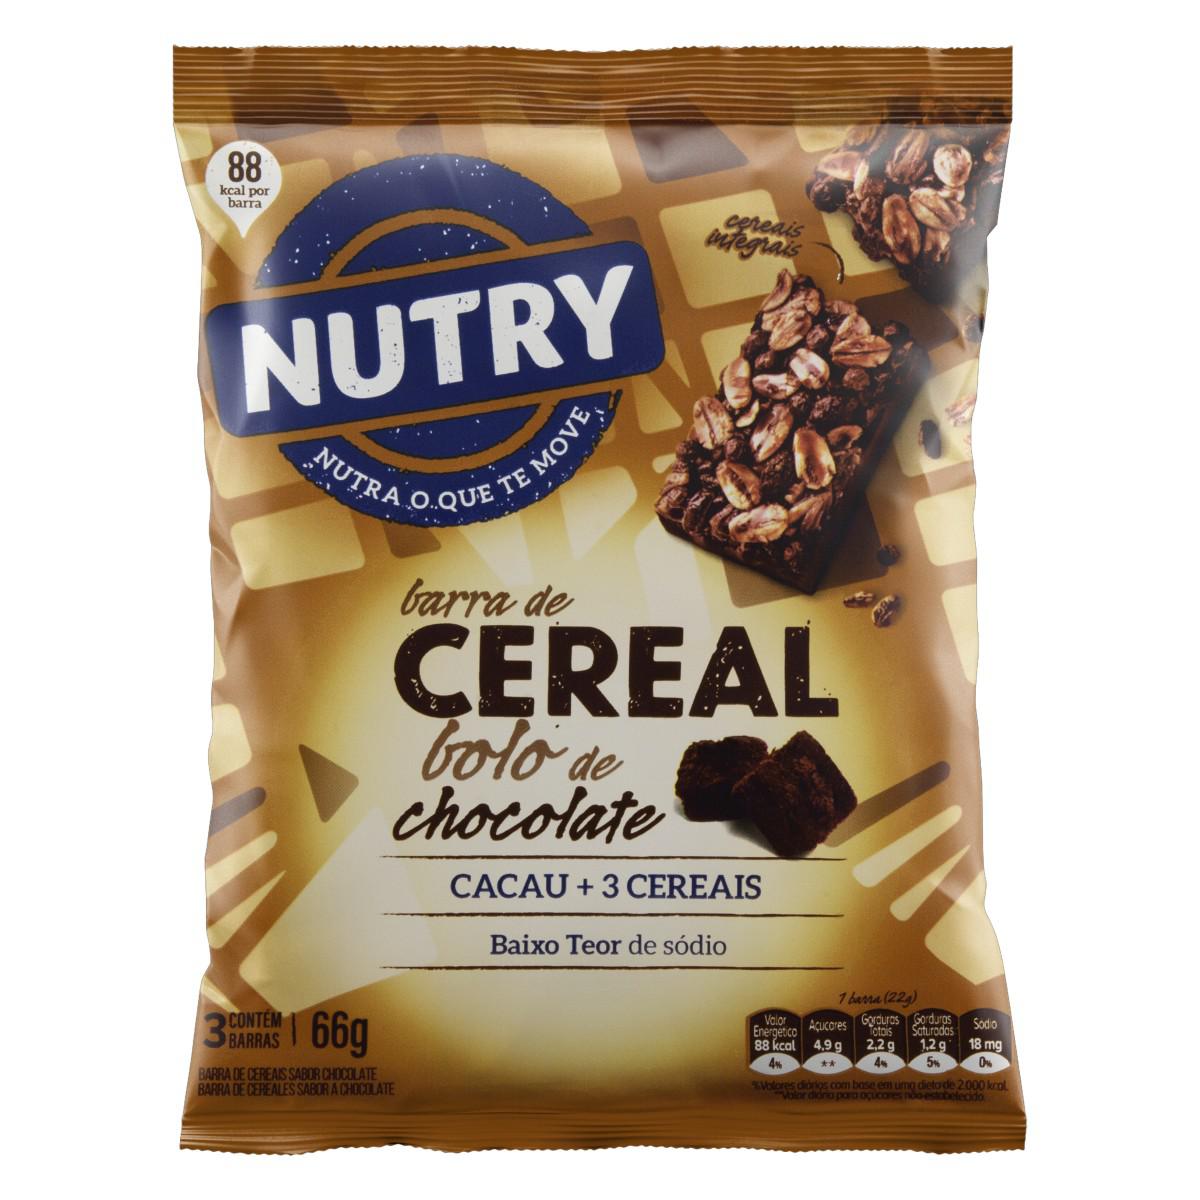 88
kcal por
barra
NUTRY
NUTRA O QUE TE MOVE
cereais
integrais
barra de
CEREAL
bolo de
chocolate
CACAU + 3 CEREAIS
Baixo Teor de sódio
3 CONTÉM
BARRAS
66g
BARRA DE CEREAIS SABOR CHOCOLATE
BARRA DE CEREALES SABOR A CHOCOLATE
1 barra (22g)
Valor
Energético
88 kcal
4%
Açúcares
4,9 g
**
Gorduras
Totais
2,2 g
4%
Gorduras
Saturadas
1,2 g
5%
Sódio
18 mg
0%
%Valores diários com base em uma dieta de 2.000 kcal.
**Valor diário para açúcares não estabelecido.